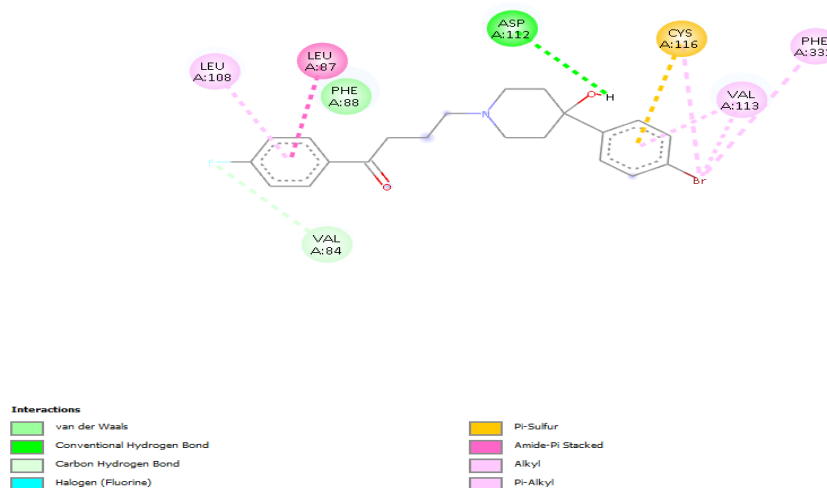 ASP
A:112
CYS
A:116
PHE
LEU
A:108
LEU
A:87
PHE
A:88
VAL
A:113
H
O
N
F
O
Br
VAL
A:84
Interactions
van der Waals
Conventional Hydrogen Bond
Carbon Hydrogen Bond
Halogen (Fluorine)
Pi-Sulfur
Amide-Pi Stacked
Alkyl
Pi-Alkyl